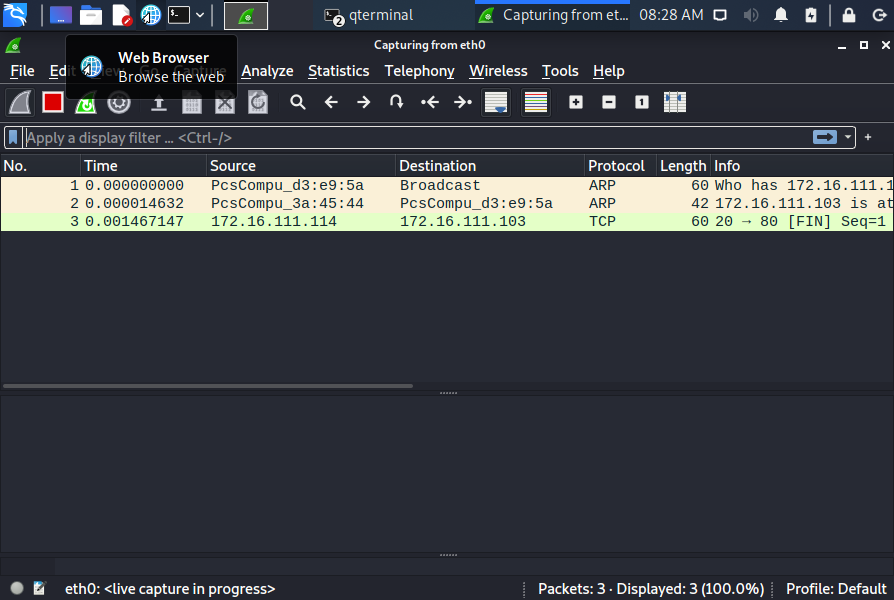 2 qterminal Capturing from et... 08:28 AM
Capturing from eth0
Web Browser
Browse the web
File Edit View Go Capture Analyze Statistics Telephony Wireless Tools Help
Apply a display filter ... <Ctrl-/>
No. Time Source Destination Protocol Length Info
1 0.000000000 PcsCompu_d3:e9:5a Broadcast ARP 60 Who has 172.16.111.1
2 0.000014632 PcsCompu_3a:45:44 PcsCompu_d3:e9:5a ARP 42 172.16.111.103 is at
3 0.001467147 172.16.111.114 172.16.111.103 TCP 60 20 → 80 [FIN] Seq=1
eth0: <live capture in progress> Packets: 3 · Displayed: 3 (100.0%) Profile: Default